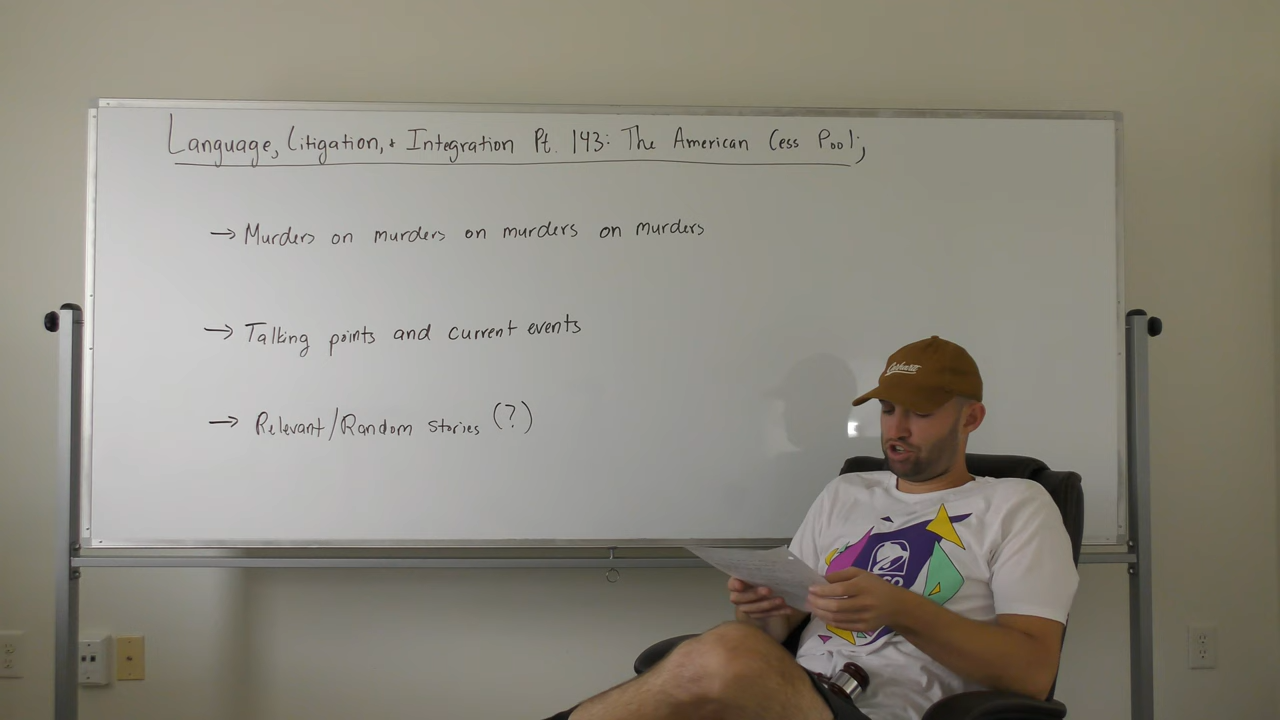 Language, Litigation, + Integration Pt. 143: The American Cess Pool;
→ Murders on murders on murders on murders
→ Talking points and current events
→ Relevant/Random stories (?)
Carhartt